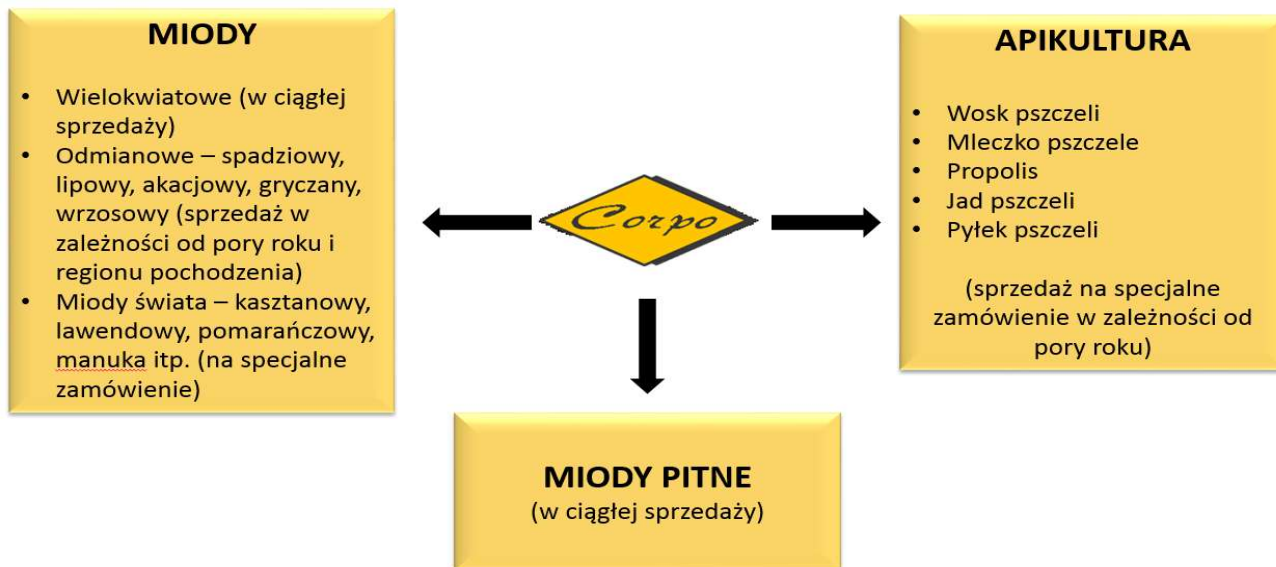 MIODY
• Wielokwiatowe (w ciągłej
sprzedaży)
• Odmianowe – spadziowy,
lipowy, akacjowy, gryczany,
wrzosowy (sprzedaż w
zależności od pory roku i
regionu pochodzenia)
• Miody świata – kasztanowy,
lawendowy, pomarańczowy,
manuka itp. (na specjalne
zamówienie)
Corpo
APIKULTURA
• Wosk pszczeli
• Mleczko pszczele
• Propolis
• Jad pszczeli
• Pyłek pszczeli
(sprzedaż na specjalne
zamówienie w zależności od
pory roku)
MIODY PITNE
(w ciągłej sprzedaży)